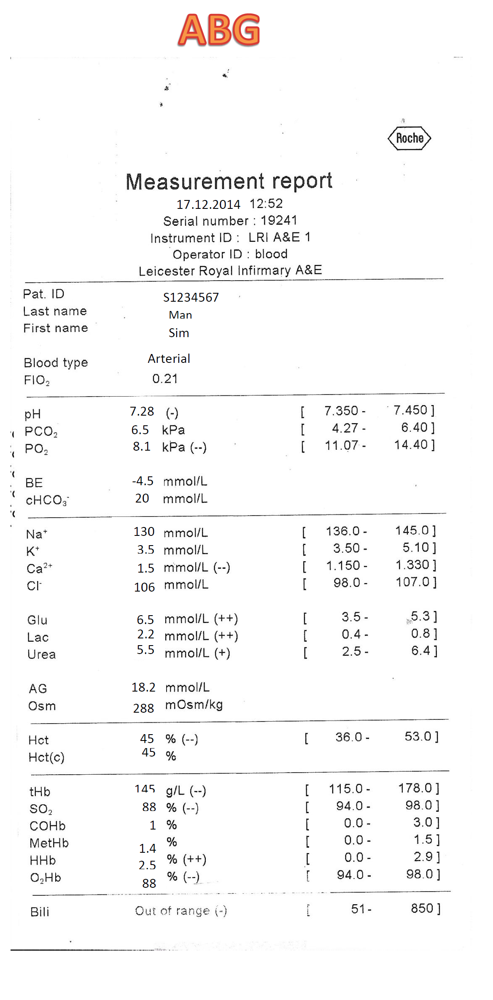 ABG
Roche
Measurement report
17.12.2014 12:52
Serial number : 19241
Instrument ID : LRI A&E 1
Operator ID : blood
Leicester Royal Infirmary A&E
Pat. ID S1234567
Last name Man
First name Sim
Blood type Arterial
FIO₂ 0.21
pH 7.28 (-) [ 7.350 - 7.450 ]
PCO₂ 6.5 kPa [ 4.27 - 6.40 ]
PO₂ 8.1 kPa (--) [ 11.07 - 14.40 ]
BE -4.5 mmol/L
cHCO₃⁻ 20 mmol/L
Na⁺ 130 mmol/L [ 136.0 - 145.0 ]
K⁺ 3.5 mmol/L [ 3.50 - 5.10 ]
Ca²⁺ 1.5 mmol/L (--) [ 1.150 - 1.330 ]
Cl⁻ 106 mmol/L [ 98.0 - 107.0 ]
Glu 6.5 mmol/L (++) [ 3.5 - 5.3 ]
Lac 2.2 mmol/L (++) [ 0.4 - 0.8 ]
Urea 5.5 mmol/L (+) [ 2.5 - 6.4 ]
AG 18.2 mmol/L
Osm 288 mOsm/kg
Hct 45 % (--) [ 36.0 - 53.0 ]
Hct(c) 45 %
tHb 145 g/L (--) [ 115.0 - 178.0 ]
SO₂ 88 % (--) [ 94.0 - 98.0 ]
COHb 1 % [ 0.0 - 3.0 ]
MetHb 1.4 % [ 0.0 - 1.5 ]
HHb 2.5 % (++) [ 0.0 - 2.9 ]
O₂Hb 88 % (--) [ 94.0 - 98.0 ]
Bili Out of range (-) [ 51 - 850 ]